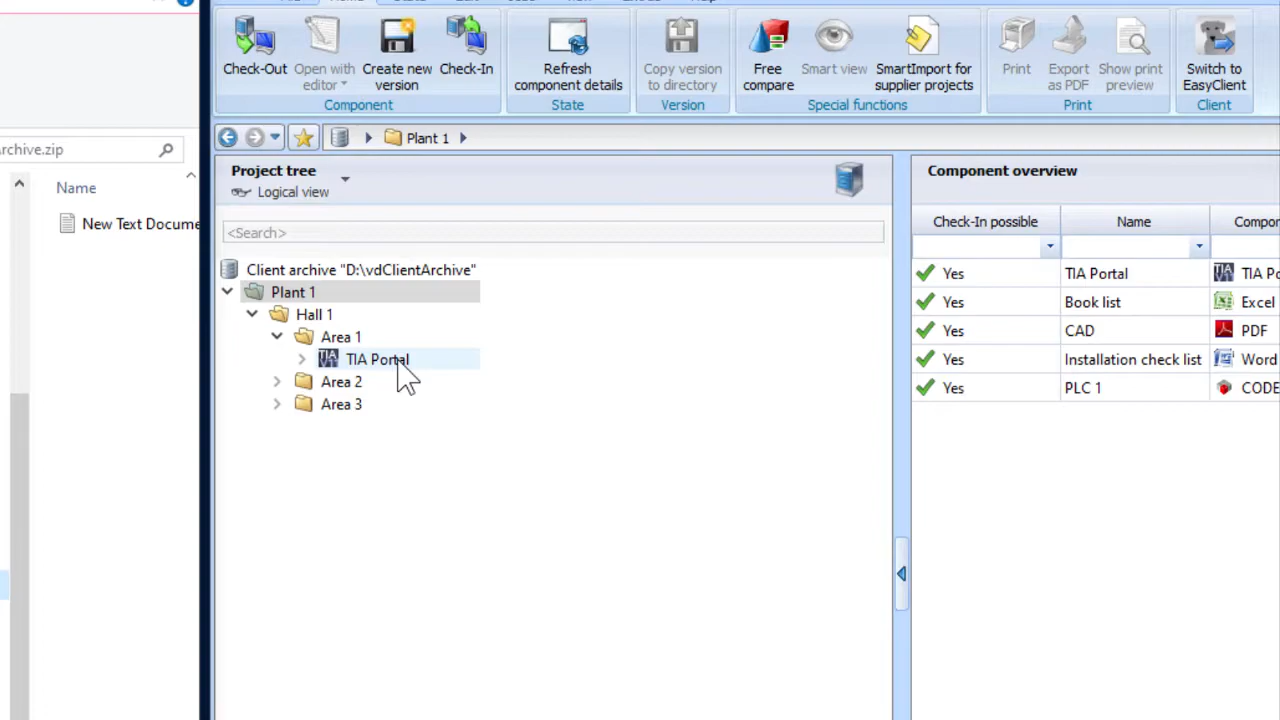 Check-Out
Open with editor
Create new version
Check-In
Component
Refresh component details
State
Copy version to directory
Version
Free compare
Smart view
SmartImport for supplier projects
Special functions
Print
Export as PDF
Show print preview
Print
Switch to EasyClient
Client
rchive.zip
Plant 1
Project tree
Logical view
Component overview
Name
New Text Docume
<Search>
Check-In possible
Name
Compo
Client archive "D:\vdClientArchive"
Plant 1
Hall 1
Area 1
TIA Portal
Area 2
Area 3
Yes TIA Portal TIA Po
Yes Book list Excel
Yes CAD PDF
Yes Installation check list Word
Yes PLC 1 CODE